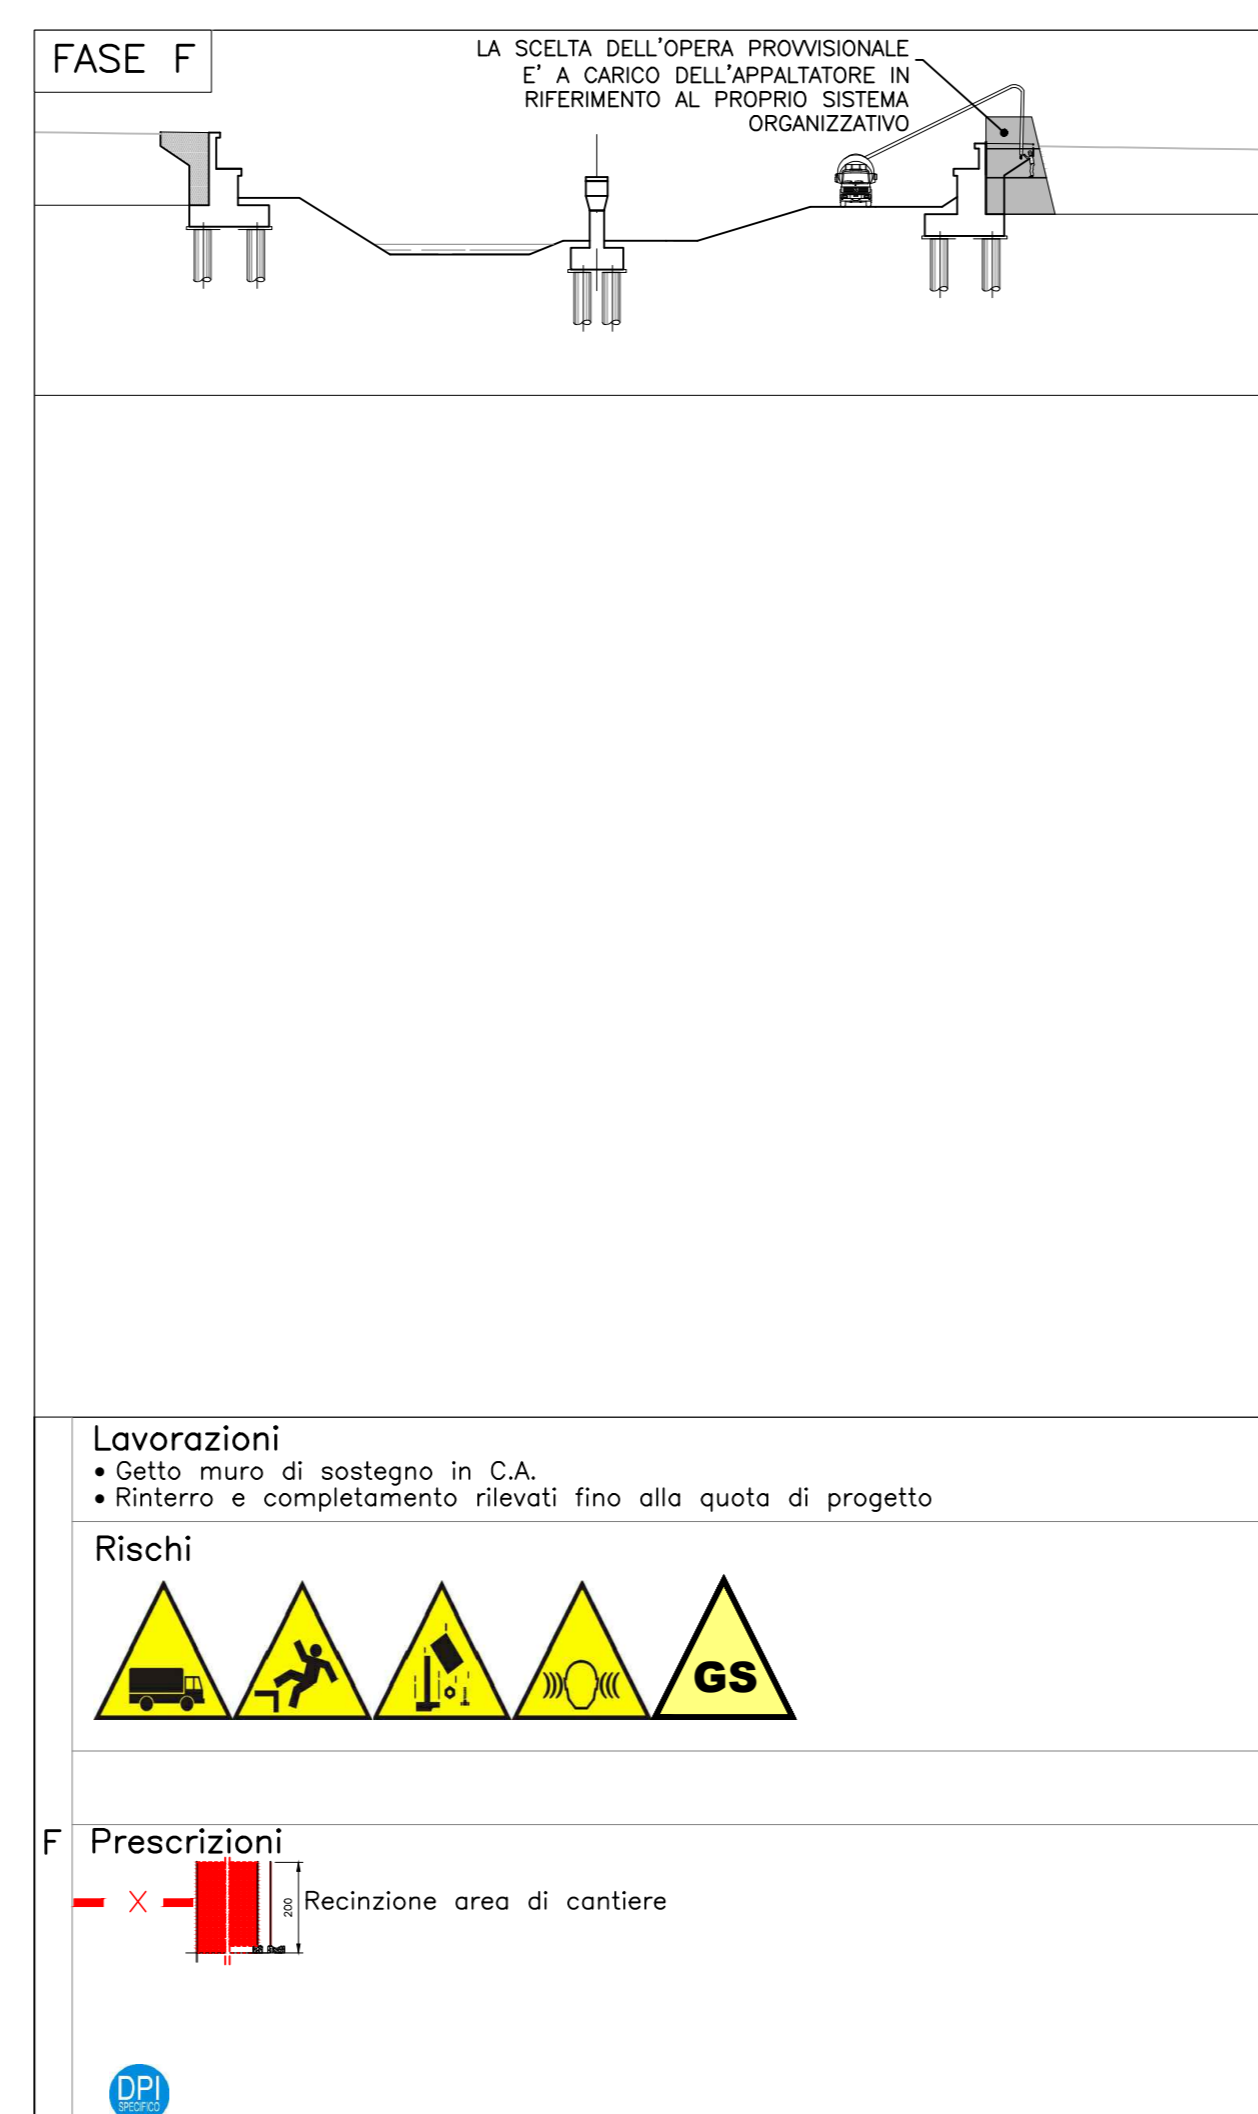 FASE F
LA SCELTA DELL'OPERA PROVVISIONALE
E' A CARICO DELL'APPALTATORE IN
RIFERIMENTO AL PROPRIO SISTEMA
ORGANIZZATIVO
Lavorazioni
• Getto muro di sostegno in C.A.
• Rinterro e completamento rilevati fino alla quota di progetto
Rischi
GS
F
Prescrizioni
X
200
Recinzione area di cantiere
DPI
SPECIFICO